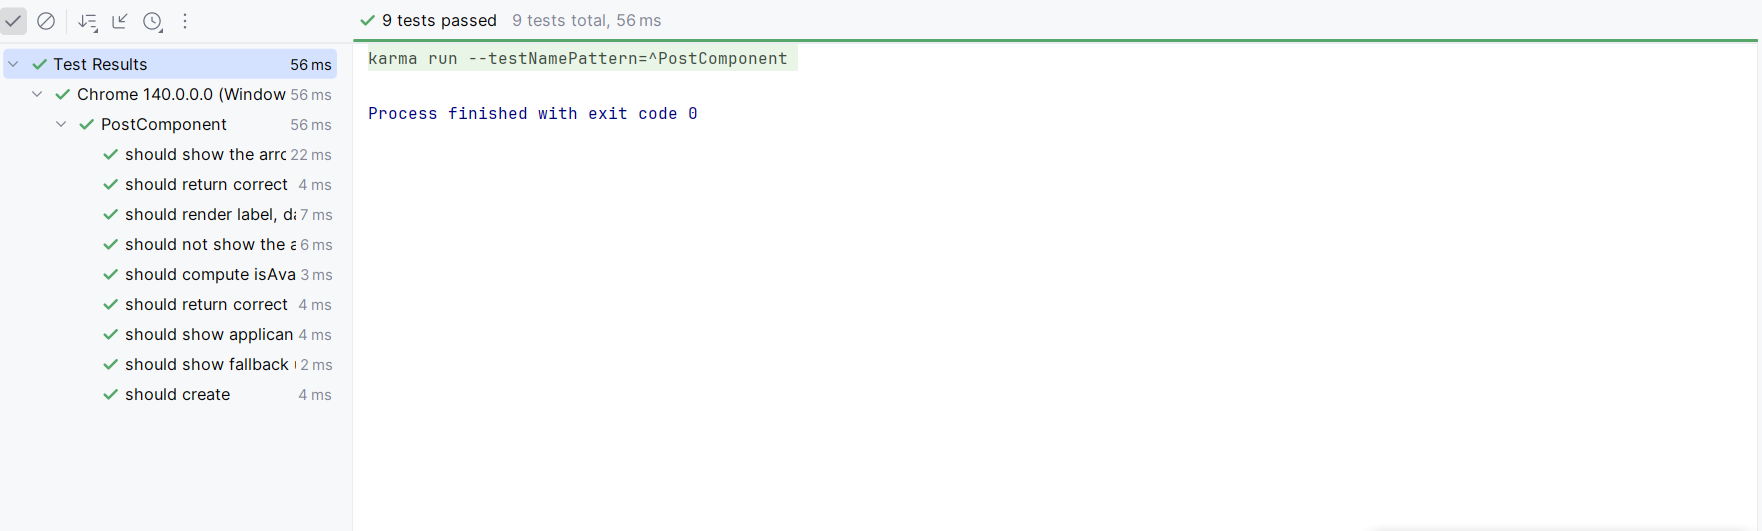 9 tests passed 9 tests total, 56 ms
Test Results 56 ms
karma run --testNamePattern=^PostComponent
Chrome 140.0.0.0 (Window 56 ms
Process finished with exit code 0
PostComponent 56 ms
should show the arro 22 ms
should return correct 4 ms
should render label, da 7 ms
should not show the a 6 ms
should compute isAva 3 ms
should return correct 4 ms
should show applican 4 ms
should show fallback 2 ms
should create 4 ms